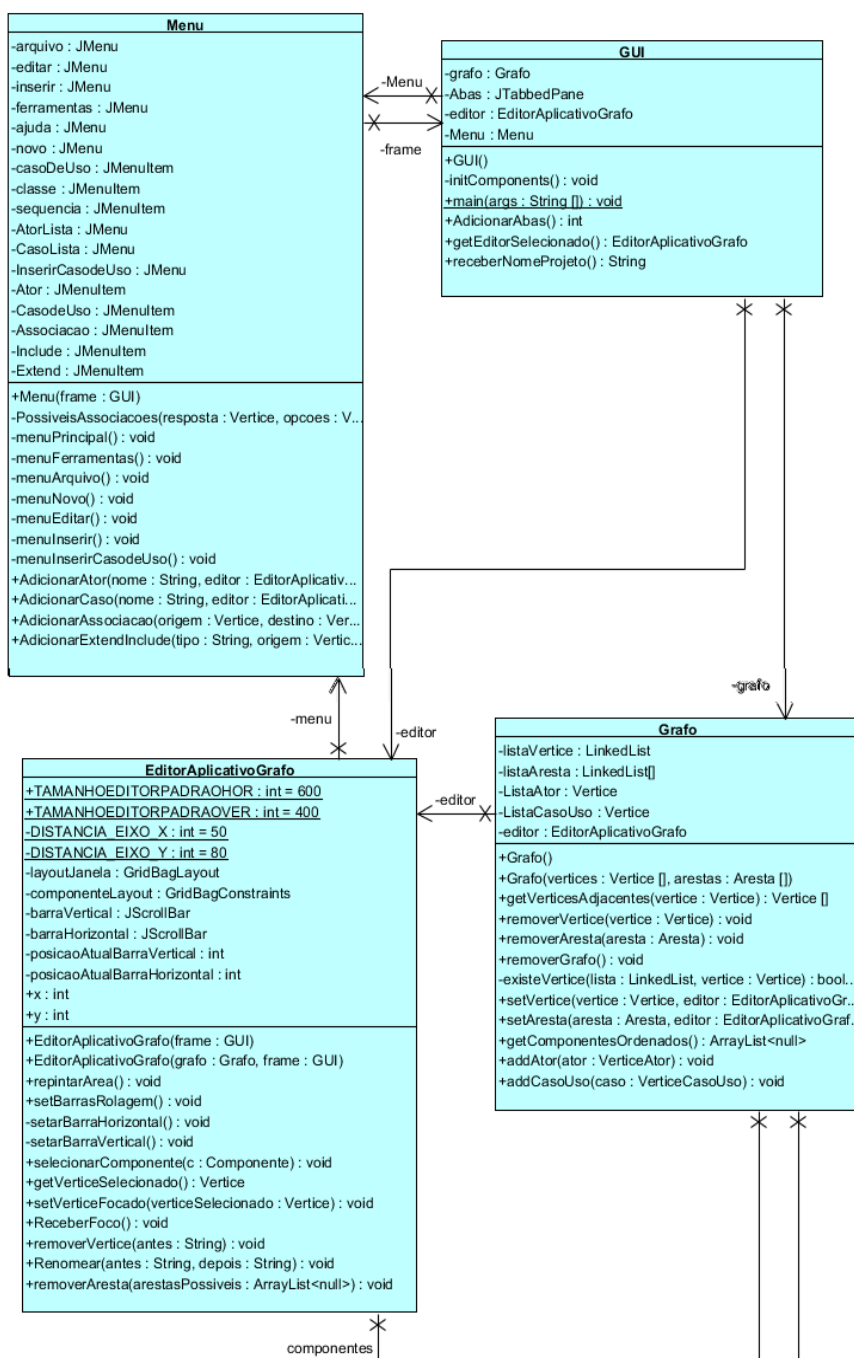 Menu
-arquivo : JMenu
-editar : JMenu
-inserir : JMenu
-ferramentas : JMenu
-ajuda : JMenu
-novo : JMenu
-casoDeUso : JMenuItem
-classe : JMenuItem
-sequencia : JMenuItem
-AtorLista : JMenu
-CasoLista : JMenu
-InserirCasodeUso : JMenu
-Ator : JMenuItem
-CasodeUso : JMenuItem
-Associacao : JMenuItem
-Include : JMenuItem
-Extend : JMenuItem
+Menu(frame : GUI)
-PossiveisAssociacoes(resposta : Vertice, opcoes : V...
-menuPrincipal() : void
-menuFerramentas() : void
-menuArquivo() : void
-menuNovo() : void
-menuEditar() : void
-menuInserir() : void
-menuInserirCasodeUso() : void
+AdicionarAtor(nome : String, editor : EditorAplicativ...
+AdicionarCaso(nome : String, editor : EditorAplicati...
+AdicionarAssociacao(origem : Vertice, destino : Ver...
+AdicionarExtendInclude(tipo : String, origem : Vertic...
-Menu
-frame
GUI
-grafo : Grafo
-Abas : JTabbedPane
-editor : EditorAplicativoGrafo
-Menu : Menu
+GUI()
-initComponents() : void
+main(args : String []) : void
+AdicionarAbas() : int
+getEditorSelecionado() : EditorAplicativoGrafo
+receberNomeProjeto() : String
-menu
-editor
-grafo
EditorAplicativoGrafo
+TAMANHOEDITORPADRAOHOR : int = 600
+TAMANHOEDITORPADRAOVER : int = 400
-DISTANCIA_EIXO_X : int = 50
-DISTANCIA_EIXO_Y : int = 80
-layoutJanela : GridBagLayout
-componenteLayout : GridBagConstraints
-barraVertical : JScrollBar
-barraHorizontal : JScrollBar
-posicaoAtualBarraVertical : int
-posicaoAtualBarraHorizontal : int
+x : int
+y : int
+EditorAplicativoGrafo(frame : GUI)
+EditorAplicativoGrafo(grafo : Grafo, frame : GUI)
+repintarArea() : void
+setBarrasRolagem() : void
-setarBarraHorizontal() : void
-setarBarraVertical() : void
+selecionarComponente(c : Componente) : void
+getVerticeSelecionado() : Vertice
+setVerticeFocado(verticeSelecionado : Vertice) : void
+ReceberFoco() : void
+removerVertice(antes : String) : void
+Renomear(antes : String, depois : String) : void
+removerAresta(arestasPossiveis : ArrayList<null>) : void
-editor
Grafo
-listaVertice : LinkedList
-listaAresta : LinkedList[]
-ListaAtor : Vertice
-ListaCasoUso : Vertice
-editor : EditorAplicativoGrafo
+Grafo()
+Grafo(vertices : Vertice [], arestas : Aresta [])
+getVerticesAdjacentes(vertice : Vertice) : Vertice []
+removerVertice(vertice : Vertice) : void
+removerAresta(aresta : Aresta) : void
+removerGrafo() : void
-existeVertice(lista : LinkedList, vertice : Vertice) : bool...
+setVertice(vertice : Vertice, editor : EditorAplicativoGr...
+setAresta(aresta : Aresta, editor : EditorAplicativoGraf...
+getComponentesOrdenados() : ArrayList<null>
+addAtor(ator : VerticeAtor) : void
+addCasoUso(caso : VerticeCasoUso) : void
componentes